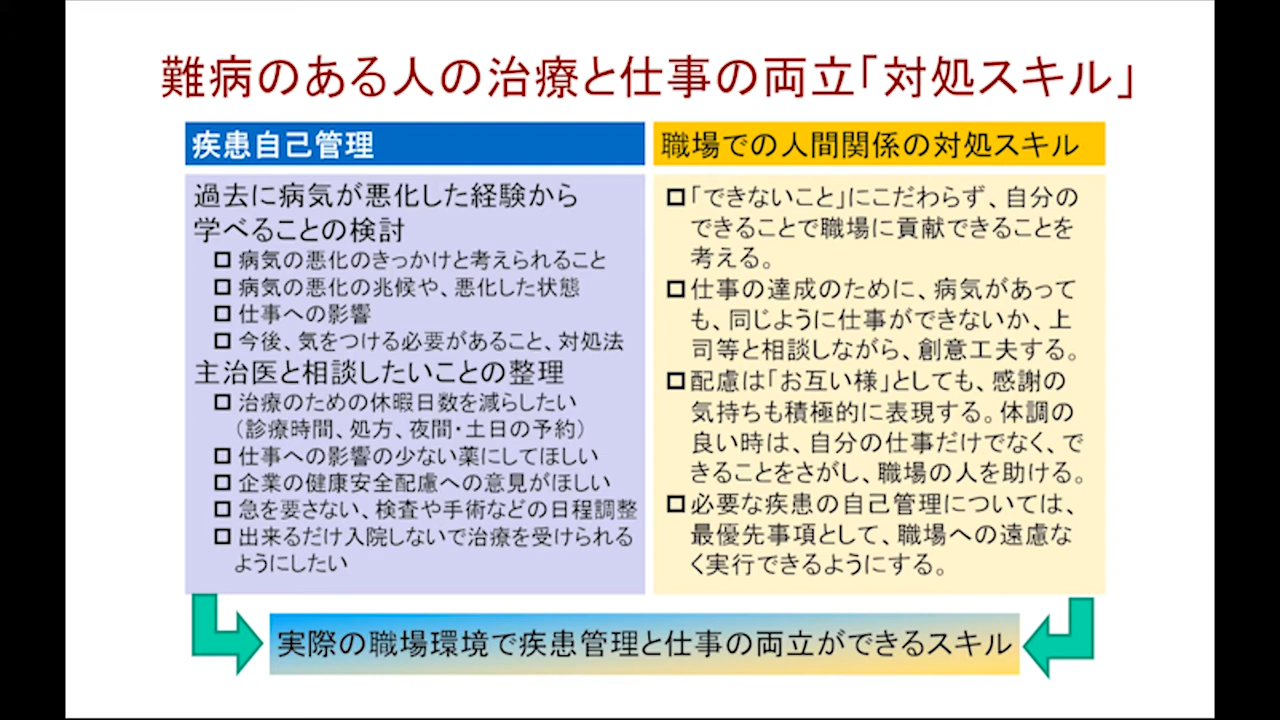 難病のある人の治療と仕事の両立「対処スキル」
疾患自己管理
過去に病気が悪化した経験から
学べることの検討
□ 病気の悪化のきっかけと考えられること
□ 病気の悪化の兆候や、悪化した状態
□ 仕事への影響
□ 今後、気をつける必要があること、対処法
主治医と相談したいことの整理
□ 治療のための休暇日数を減らしたい
（診療時間、処方、夜間・土日の予約）
□ 仕事への影響の少ない薬にしてほしい
□ 企業の健康安全配慮への意見がほしい
□ 急を要さない、検査や手術などの日程調整
□ 出来るだけ入院しないで治療を受けられる
ようにしたい
職場での人間関係の対処スキル
□「できないこと」にこだわらず、自分の
できることで職場に貢献できることを
考える。
□ 仕事の達成のために、病気があって
も、同じように仕事ができないか、上
司等と相談しながら、創意工夫する。
□ 配慮は「お互い様」としても、感謝の
気持ちも積極的に表現する。体調の
良い時は、自分の仕事だけでなく、で
きることをさがし、職場の人を助ける。
□ 必要な疾患の自己管理については、
最優先事項として、職場への遠慮な
く実行できるようにする。
実際の職場環境で疾患管理と仕事の両立ができるスキル